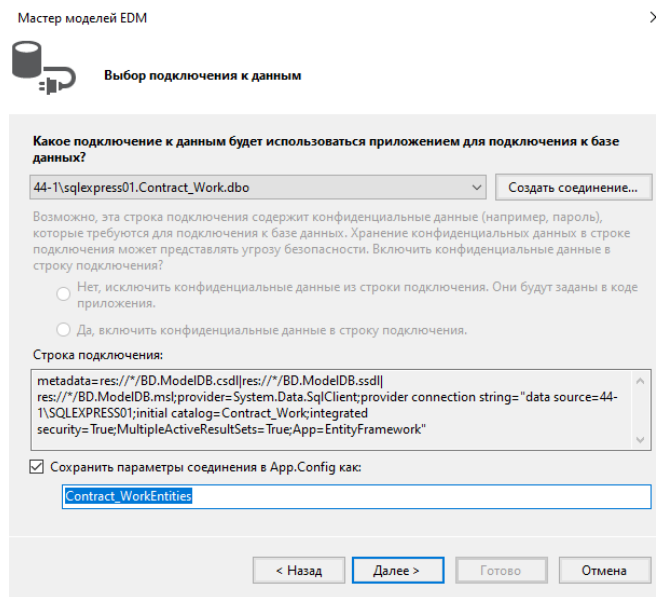 Мастер моделей EDM
Выбор подключения к данным
Какое подключение к данным будет использоваться приложением для подключения к базе
данных?
44-1\sqlexpress01.Contract_Work.dbo
Создать соединение...
Возможно, эта строка подключения содержит конфиденциальные данные (например, пароль),
которые требуются для подключения к базе данных. Хранение конфиденциальных данных в строке
подключения может представлять угрозу безопасности. Включить конфиденциальные данные в
строку подключения?
Нет, исключить конфиденциальные данные из строки подключения. Они будут заданы в коде
приложения.
Да, включить конфиденциальные данные в строку подключения.
Строка подключения:
metadata=res://*/BD.ModelDB.csdl|res://*/BD.ModelDB.ssdl|
res://*/BD.ModelDB.msl;provider=System.Data.SqlClient;provider connection string="data source=44-
1\SQLEXPRESS01;initial catalog=Contract_Work;integrated
security=True;MultipleActiveResultSets=True;App=EntityFramework"
Сохранить параметры соединения в App.Config как:
Contract_WorkEntities
< Назад
Далее >
Готово
Отмена